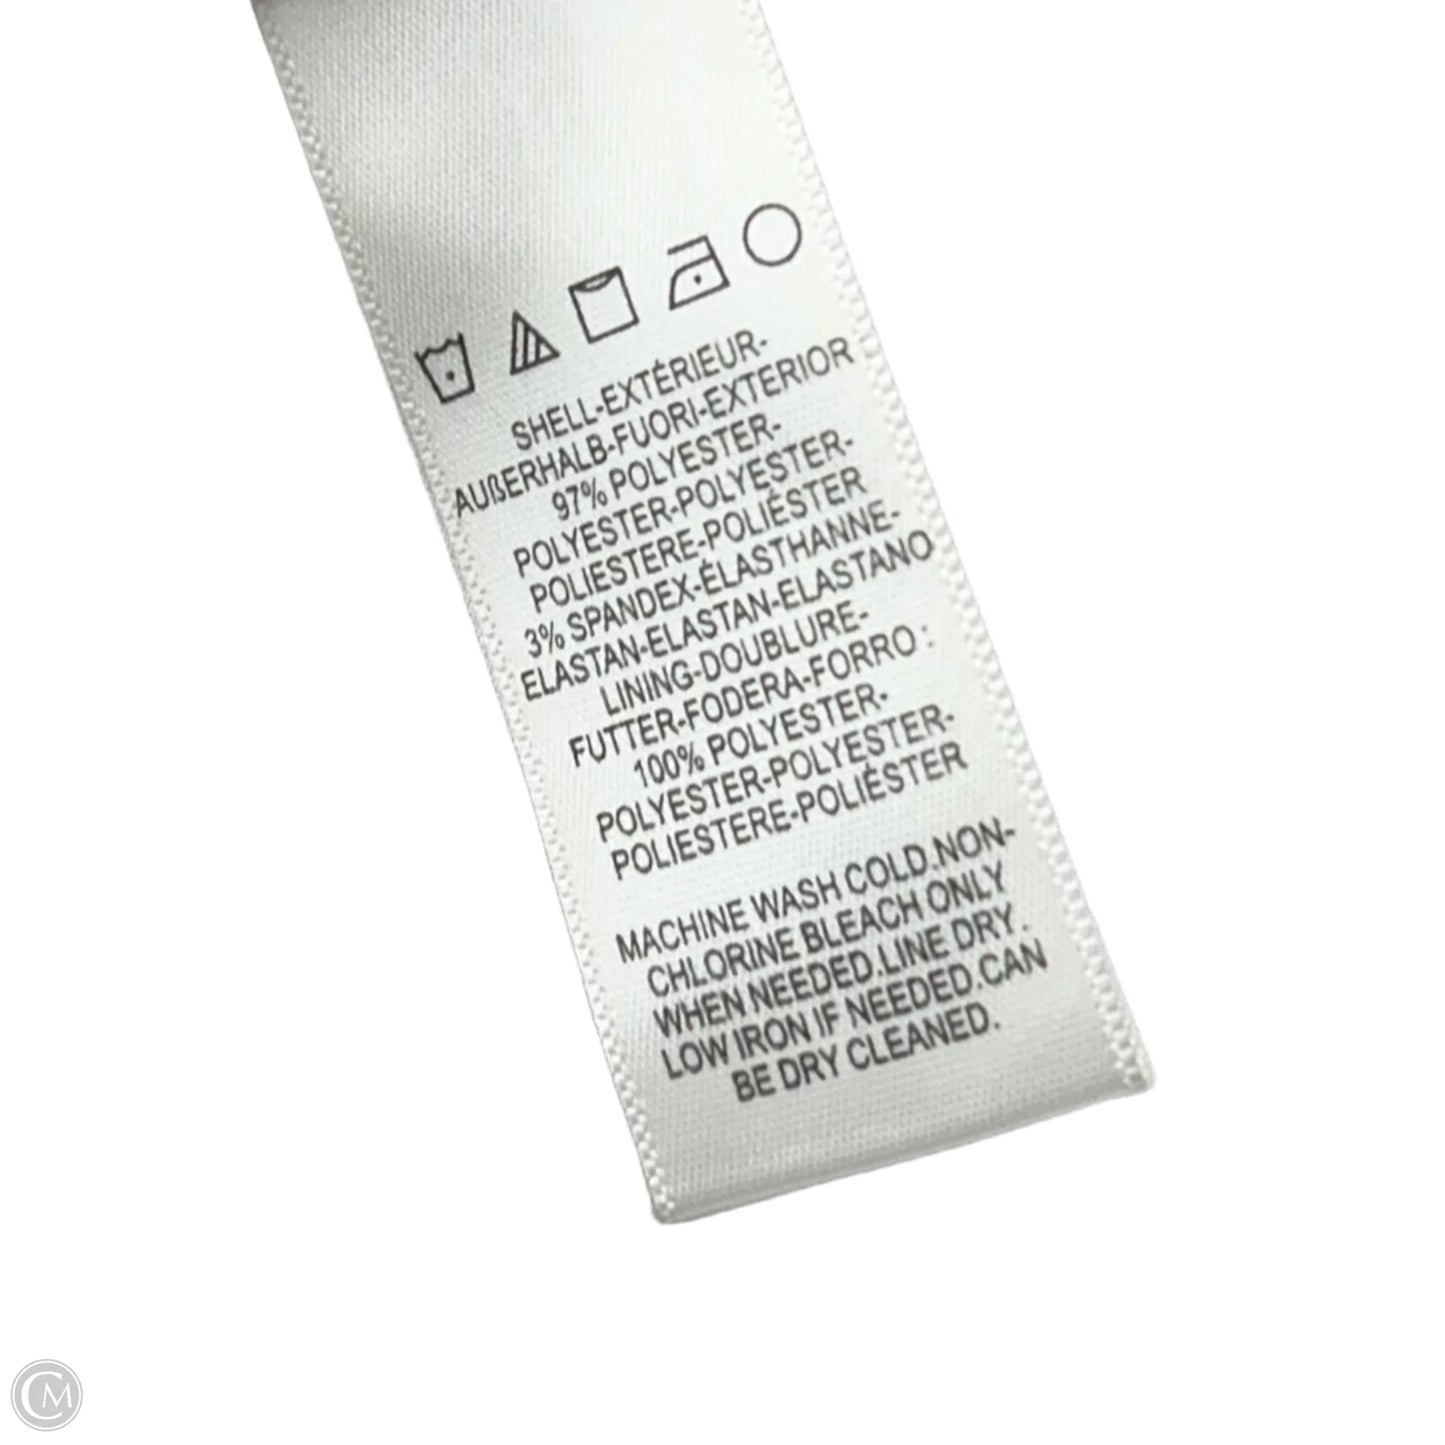 SHELL-EXTÉRIEUR-
AUßERHALB-FUORI-EXTERIOR
97% POLYESTER-
POLYESTER-POLYESTER-
POLIESTERE-POLIÉSTER
3% SPANDEX-ÉLASTHANNE-
ELASTAN-ELASTAN-ELASTANO
LINING-DOUBLURE-
FUTTER-FODERA-FORRO :
100% POLYESTER-
POLYESTER-POLYESTER-
POLIESTERE-POLIÉSTER
MACHINE WASH COLD.NON-
CHLORINE BLEACH ONLY
WHEN NEEDED.LINE DRY.
LOW IRON IF NEEDED.CAN
BE DRY CLEANED.
CM